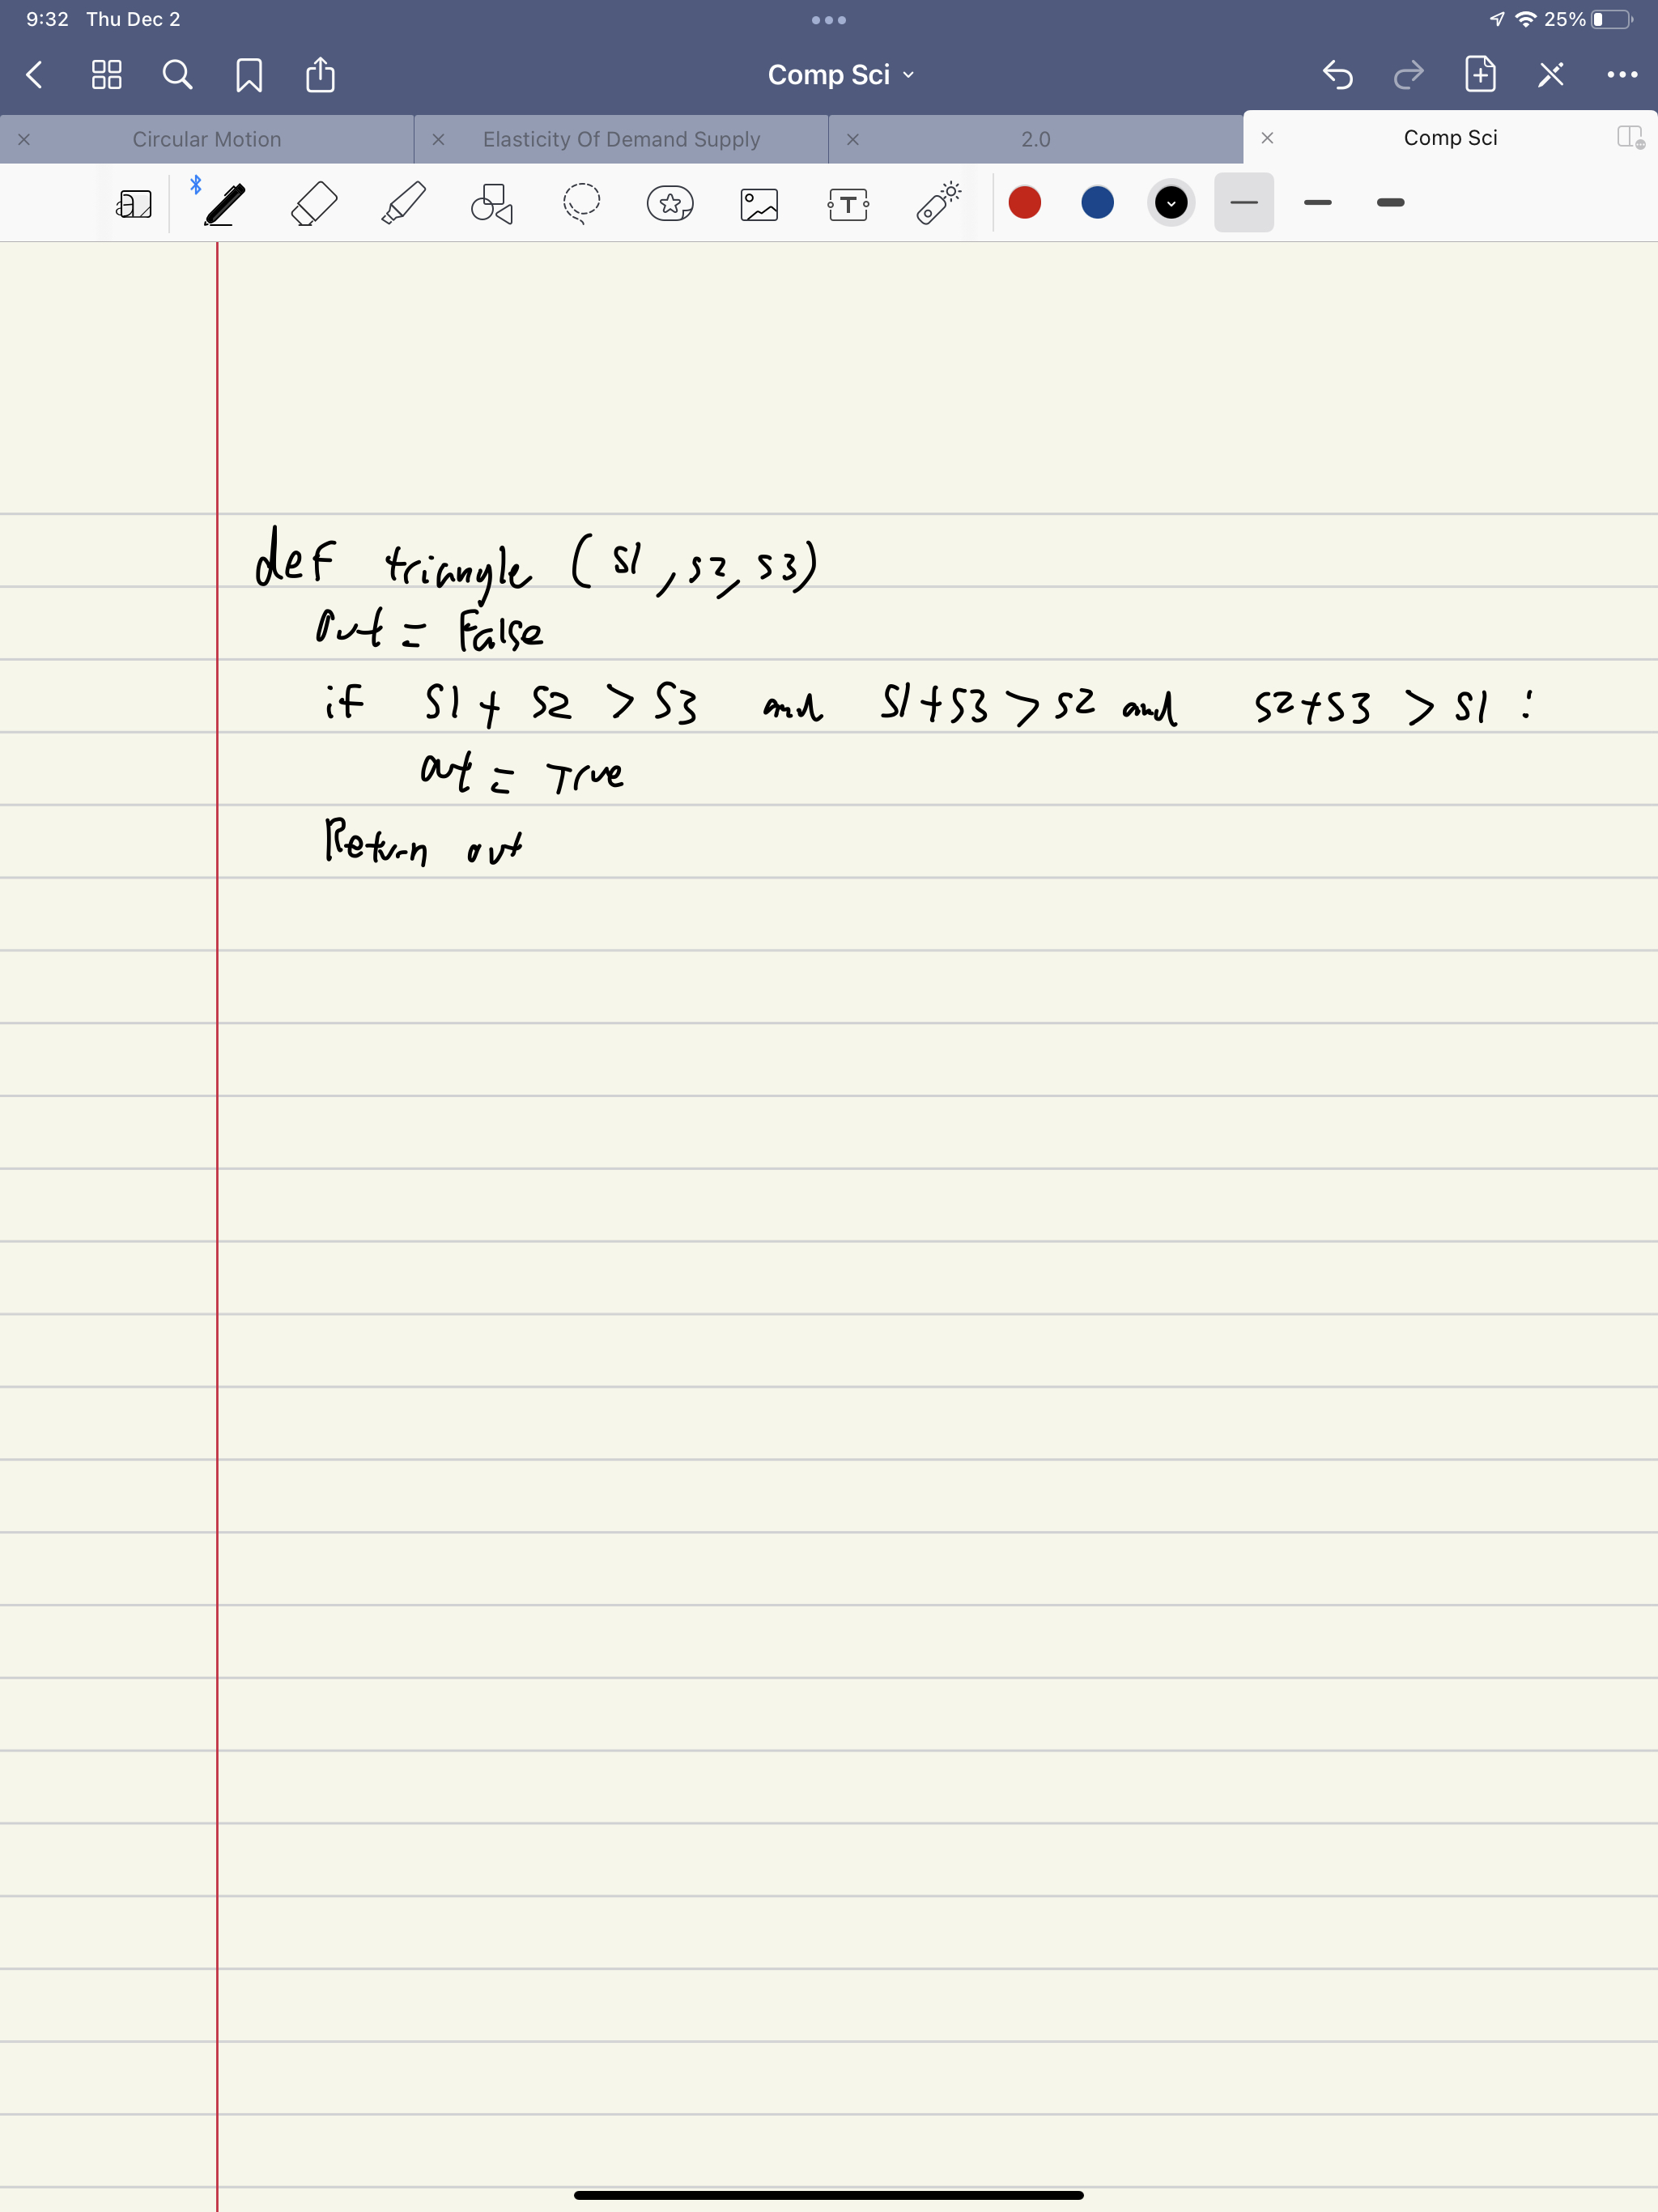 9:32 Thu Dec 2 25%
Comp Sci
Circular Motion Elasticity Of Demand Supply 2.0 Comp Sci
def triangle (s1, s2, s3)
out = False
if s1 + s2 > s3 and s1+s3 > s2 and s2+s3 > s1 :
out = True
Return out